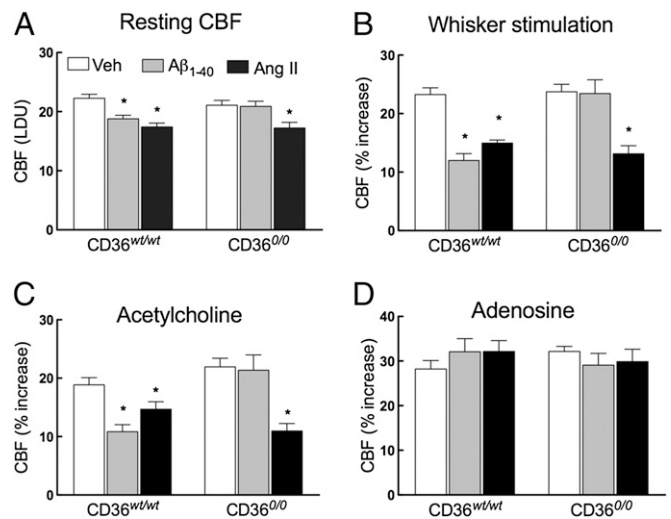 A
Resting CBF
Veh Aβ1-40 Ang II
CBF (LDU)
30
20
10
0
* * *
CD36wt/wt CD360/0
B
Whisker stimulation
CBF (% increase)
30
20
10
0
* * *
CD36wt/wt CD360/0
C
Acetylcholine
CBF (% increase)
30
20
10
0
* * *
CD36wt/wt CD360/0
D
Adenosine
CBF (% increase)
40
30
20
10
0
CD36wt/wt CD360/0